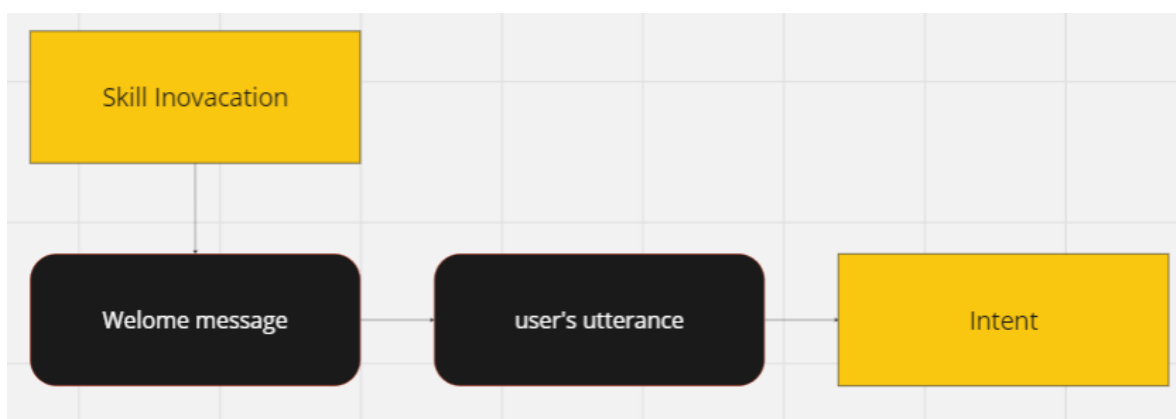 Skill Inovacation
Welome message
user's utterance
Intent